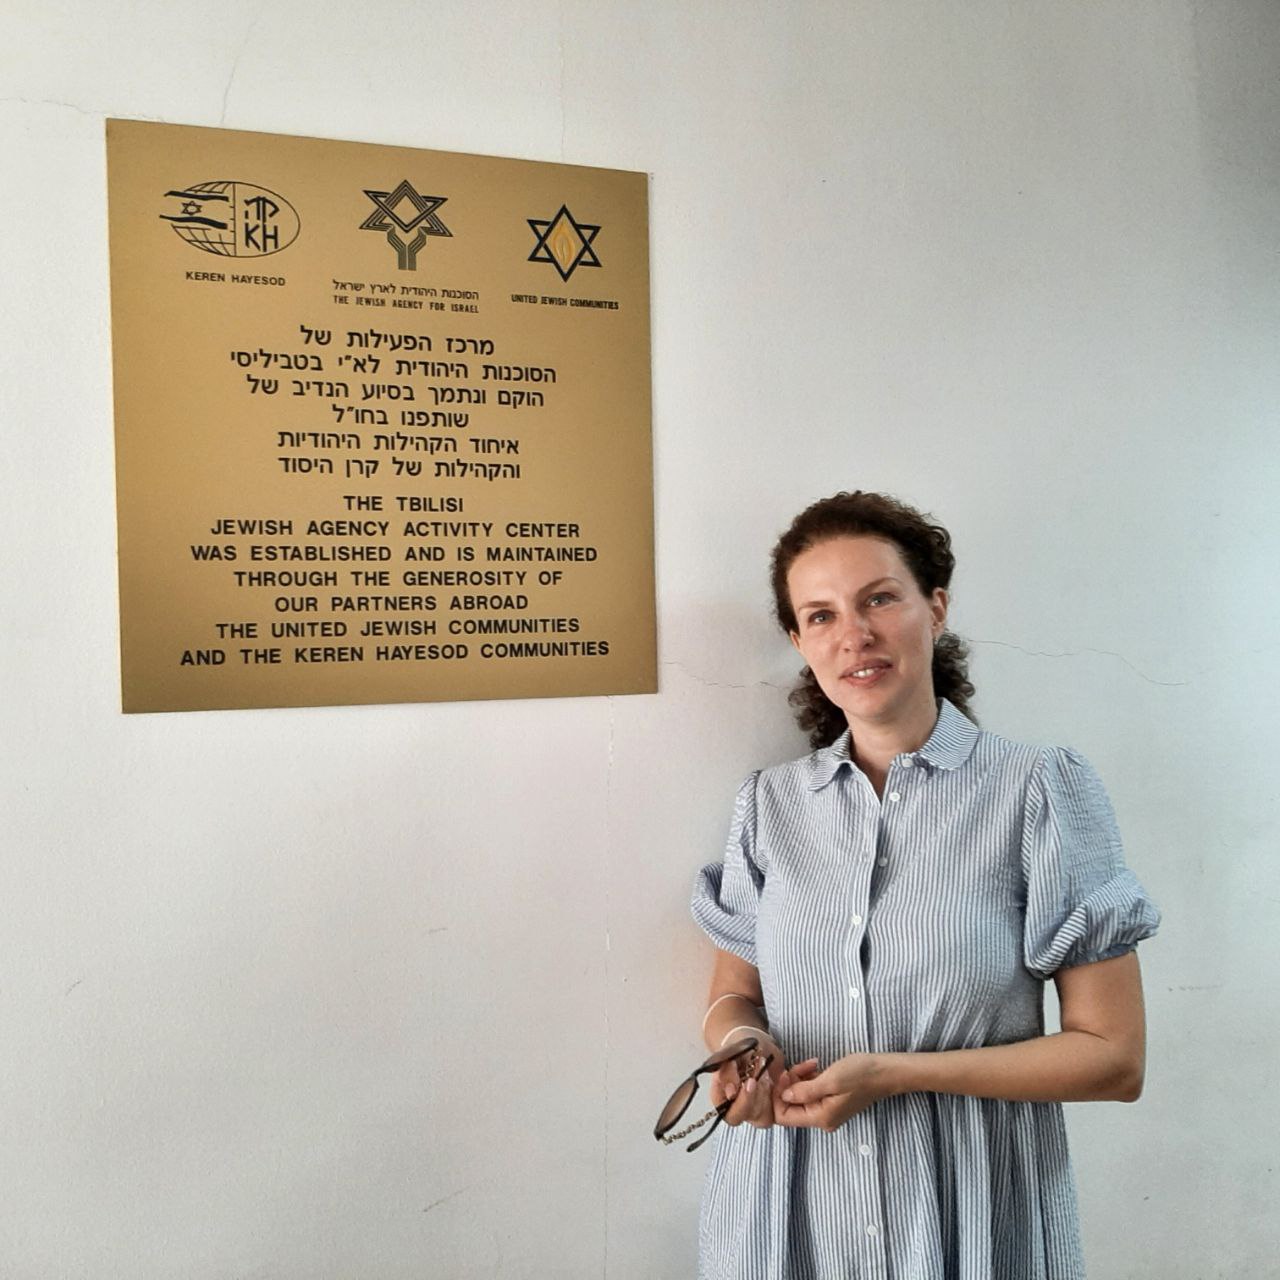 קה
KH
KEREN HAYESOD
הסוכנות היהודית לארץ ישראל
THE JEWISH AGENCY FOR ISRAEL
UNITED JEWISH COMMUNITIES
מרכז הפעילות של
הסוכנות היהודית לא״י בטביליסי
הוקם ונתמך בסיוע הנדיב של
שותפנו בחו״ל
איחוד הקהילות היהודיות
והקהילות של קרן היסוד
THE TBILISI
JEWISH AGENCY ACTIVITY CENTER
WAS ESTABLISHED AND IS MAINTAINED
THROUGH THE GENEROSITY OF
OUR PARTNERS ABROAD
THE UNITED JEWISH COMMUNITIES
AND THE KEREN HAYESOD COMMUNITIES